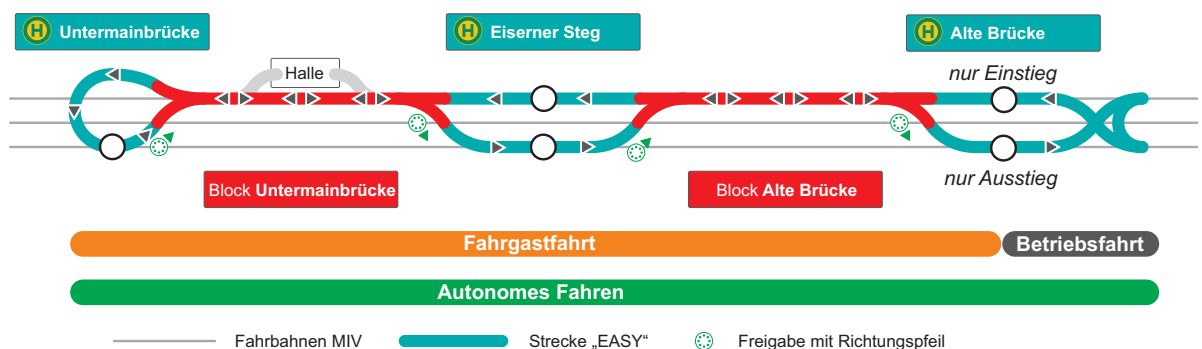 H Untermainbrücke
H Eiserner Steg
H Alte Brücke
Halle
nur Einstieg
nur Ausstieg
Block Untermainbrücke
Block Alte Brücke
Fahrgastfahrt
Betriebsfahrt
Autonomes Fahren
Fahrbahnen MIV
Strecke „EASY“
Freigabe mit Richtungspfeil